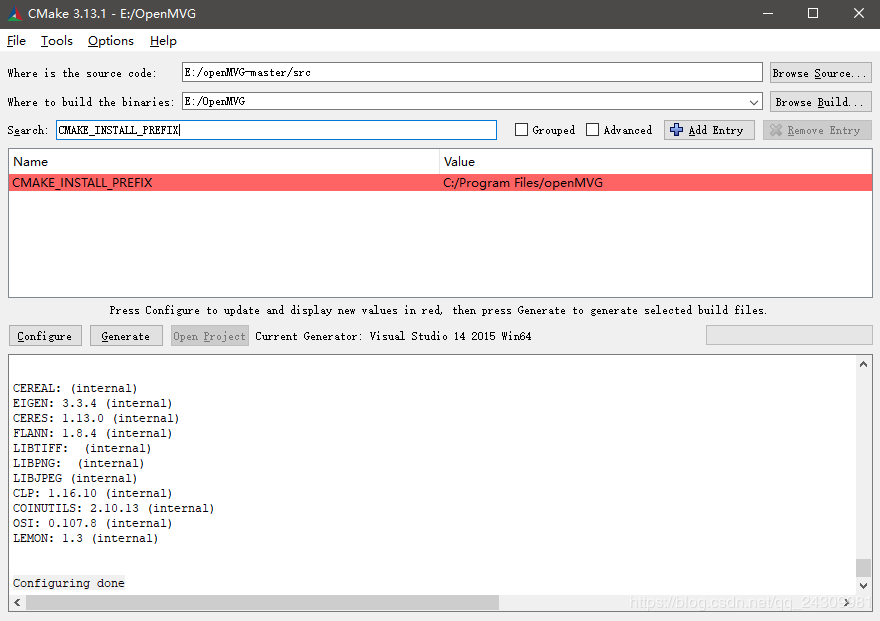 CMake 3.13.1 - E:/OpenMVG
File Tools Options Help
Where is the source code: E:/openMVG-master/src Browse Source...
Where to build the binaries: E:/OpenMVG Browse Build...
Search: CMAKE_INSTALL_PREFIX Grouped Advanced Add Entry Remove Entry
Name Value
CMAKE_INSTALL_PREFIX C:/Program Files/openMVG
Press Configure to update and display new values in red, then press Generate to generate selected build files.
Configure Generate Open Project Current Generator: Visual Studio 14 2015 Win64
CEREAL: (internal)
EIGEN: 3.3.4 (internal)
CERES: 1.13.0 (internal)
FLANN: 1.8.4 (internal)
LIBTIFF: (internal)
LIBPNG: (internal)
LIBJPEG (internal)
CLP: 1.16.10 (internal)
COINUTILS: 2.10.13 (internal)
OSI: 0.107.8 (internal)
LEMON: 1.3 (internal)
Configuring done
https://blog.csdn.net/qq_24309981